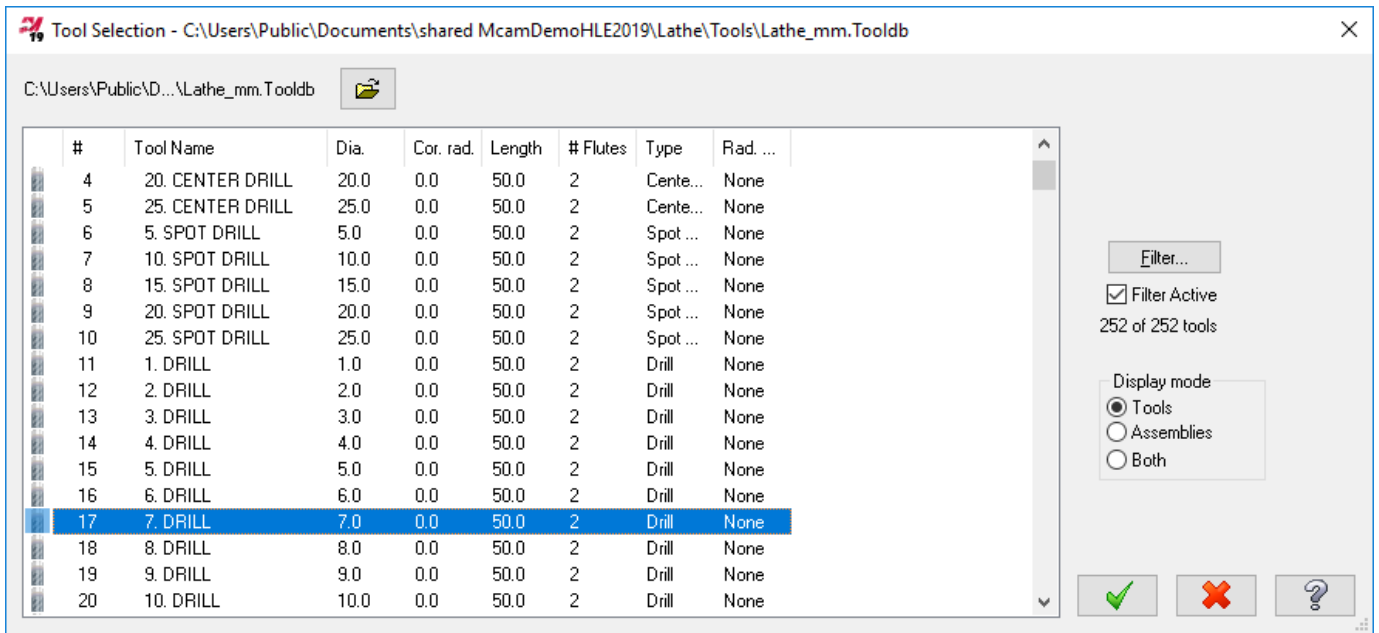 19 Tool Selection - C:\Users\Public\Documents\shared McamDemoHLE2019\Lathe\Tools\Lathe_mm.Tooldb
C:\Users\Public\D...\Lathe_mm.Tooldb
# Tool Name Dia. Cor. rad. Length # Flutes Type Rad. ...
4 20. CENTER DRILL 20.0 0.0 50.0 2 Cente... None
5 25. CENTER DRILL 25.0 0.0 50.0 2 Cente... None
6 5. SPOT DRILL 5.0 0.0 50.0 2 Spot ... None
7 10. SPOT DRILL 10.0 0.0 50.0 2 Spot ... None
8 15. SPOT DRILL 15.0 0.0 50.0 2 Spot ... None
9 20. SPOT DRILL 20.0 0.0 50.0 2 Spot ... None
10 25. SPOT DRILL 25.0 0.0 50.0 2 Spot ... None
11 1. DRILL 1.0 0.0 50.0 2 Drill None
12 2. DRILL 2.0 0.0 50.0 2 Drill None
13 3. DRILL 3.0 0.0 50.0 2 Drill None
14 4. DRILL 4.0 0.0 50.0 2 Drill None
15 5. DRILL 5.0 0.0 50.0 2 Drill None
16 6. DRILL 6.0 0.0 50.0 2 Drill None
17 7. DRILL 7.0 0.0 50.0 2 Drill None
18 8. DRILL 8.0 0.0 50.0 2 Drill None
19 9. DRILL 9.0 0.0 50.0 2 Drill None
20 10. DRILL 10.0 0.0 50.0 2 Drill None
Filter...
Filter Active
252 of 252 tools
Display mode
Tools
Assemblies
Both